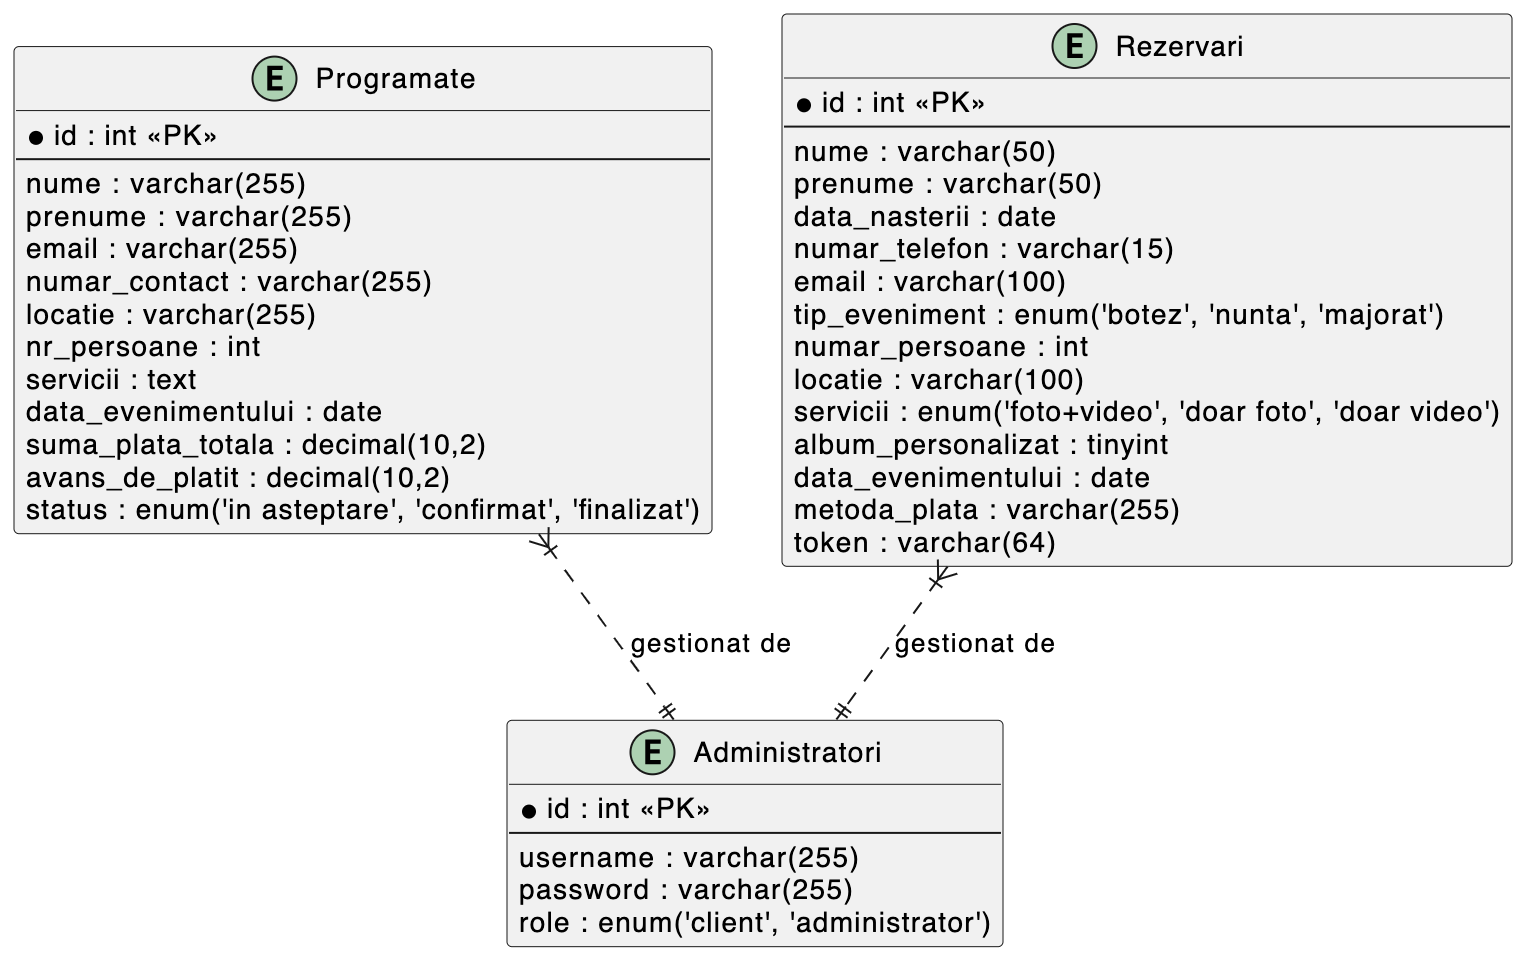 E Programate
id : int «PK»
nume : varchar(255)
prenume : varchar(255)
email : varchar(255)
numar_contact : varchar(255)
locatie : varchar(255)
nr_persoane : int
servicii : text
data_evenimentului : date
suma_plata_totala : decimal(10,2)
avans_de_platit : decimal(10,2)
status : enum('in asteptare', 'confirmat', 'finalizat')
E Rezervari
id : int «PK»
nume : varchar(50)
prenume : varchar(50)
data_nasterii : date
numar_telefon : varchar(15)
email : varchar(100)
tip_eveniment : enum('botez', 'nunta', 'majorat')
numar_persoane : int
locatie : varchar(100)
servicii : enum('foto+video', 'doar foto', 'doar video')
album_personalizat : tinyint
data_evenimentului : date
metoda_plata : varchar(255)
token : varchar(64)
gestionat de
gestionat de
E Administratori
id : int «PK»
username : varchar(255)
password : varchar(255)
role : enum('client', 'administrator')